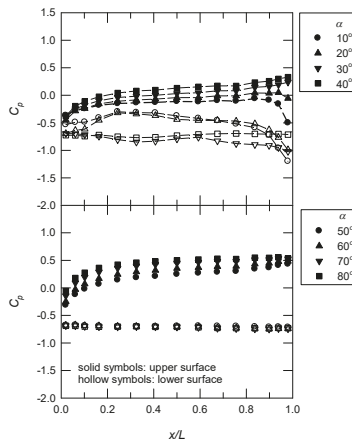 1.5
1.0
0.5
0.0
-0.5
-1.0
-1.5
-2.0
C_p
α
10°
20°
30°
40°
1.0
0.5
0.0
-0.5
-1.0
-1.5
-2.0
C_p
α
50°
60°
70°
80°
solid symbols: upper surface
hollow symbols: lower surface
0.0 0.2 0.4 0.6 0.8 1.0
x/L